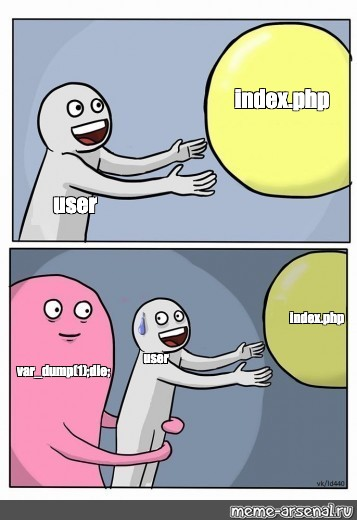 index.php
user
index.php
user
var_dump(1);die;
vk/ld440
meme-arsenal.ru